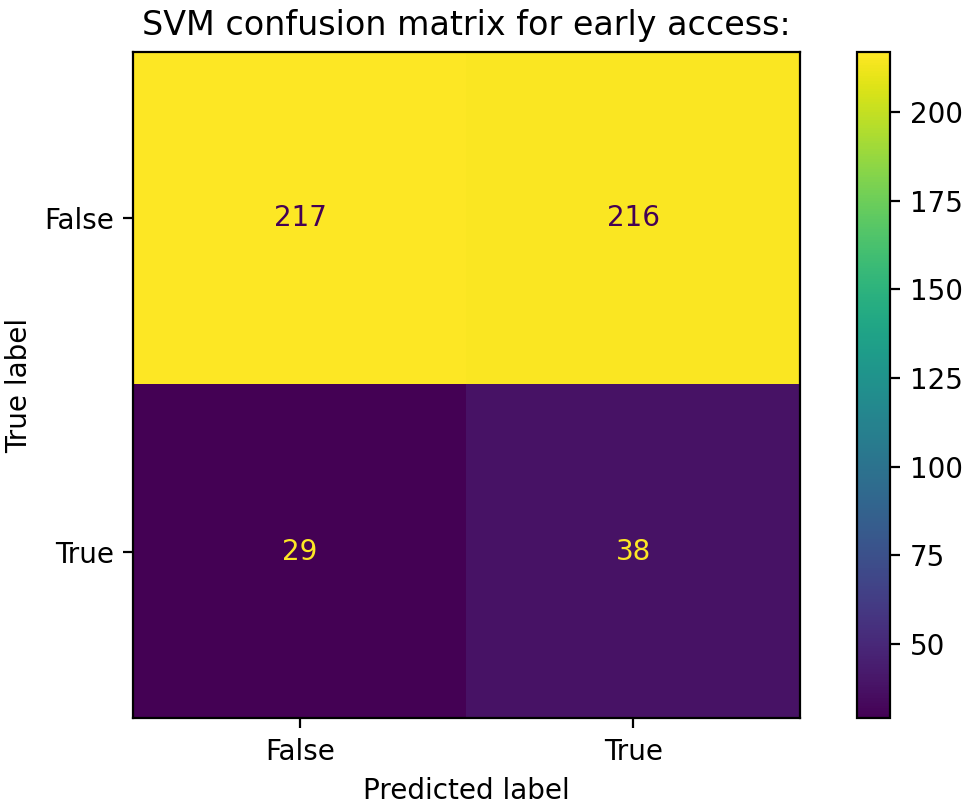 SVM confusion matrix for early access:
False
217
216
True
29
38
False
True
Predicted label
True label
200
175
150
125
100
75
50